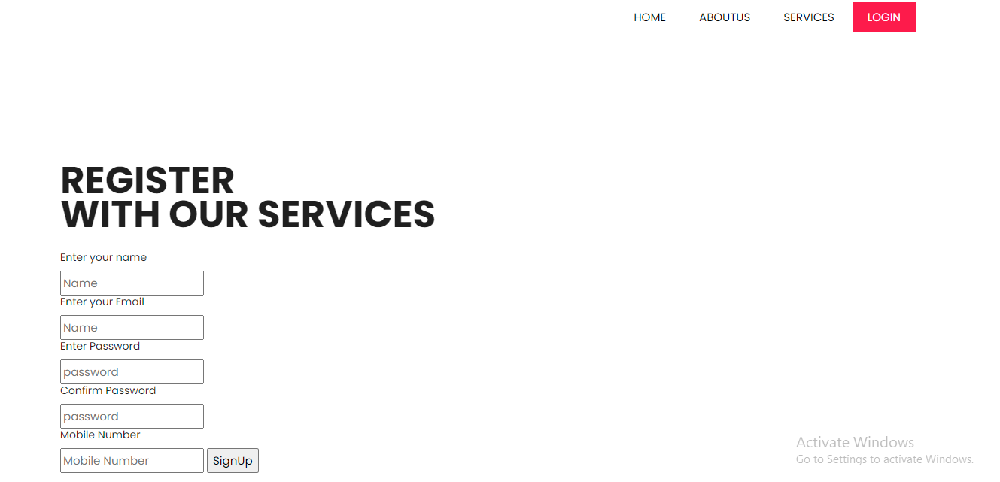 HOME ABOUTUS SERVICES LOGIN
REGISTER
WITH OUR SERVICES
Enter your name
Name
Enter your Email
Name
Enter Password
password
Confirm Password
password
Mobile Number
Mobile Number SignUp
Activate Windows
Go to Settings to activate Windows.